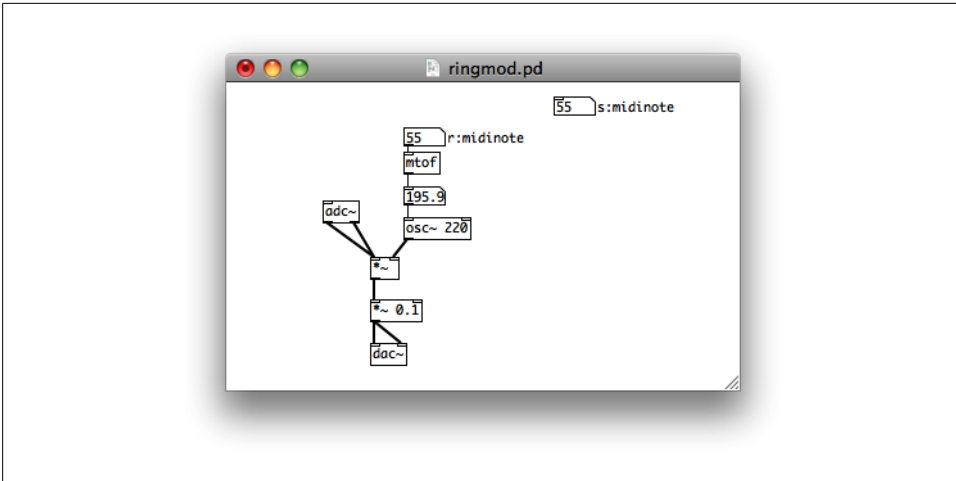 ringmod.pd
55 s:midinote
55 r:midinote
mtof
195.9
adc~
osc~ 220
*~
*~ 0.1
dac~